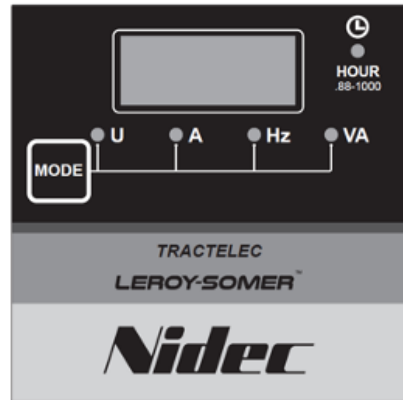 HOUR
.88-1000
U A Hz VA
MODE
TRACTELEC
LEROY-SOMER™
Nidec